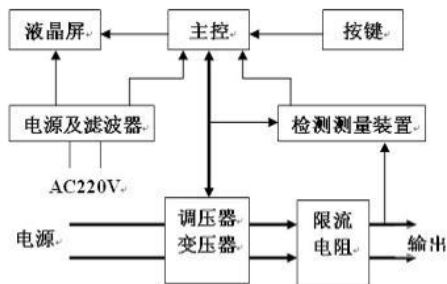 液晶屏
主控
按键
电源及滤波器
检测测量装置
AC220V
电源
调压器
变压器
限流
电阻
输出